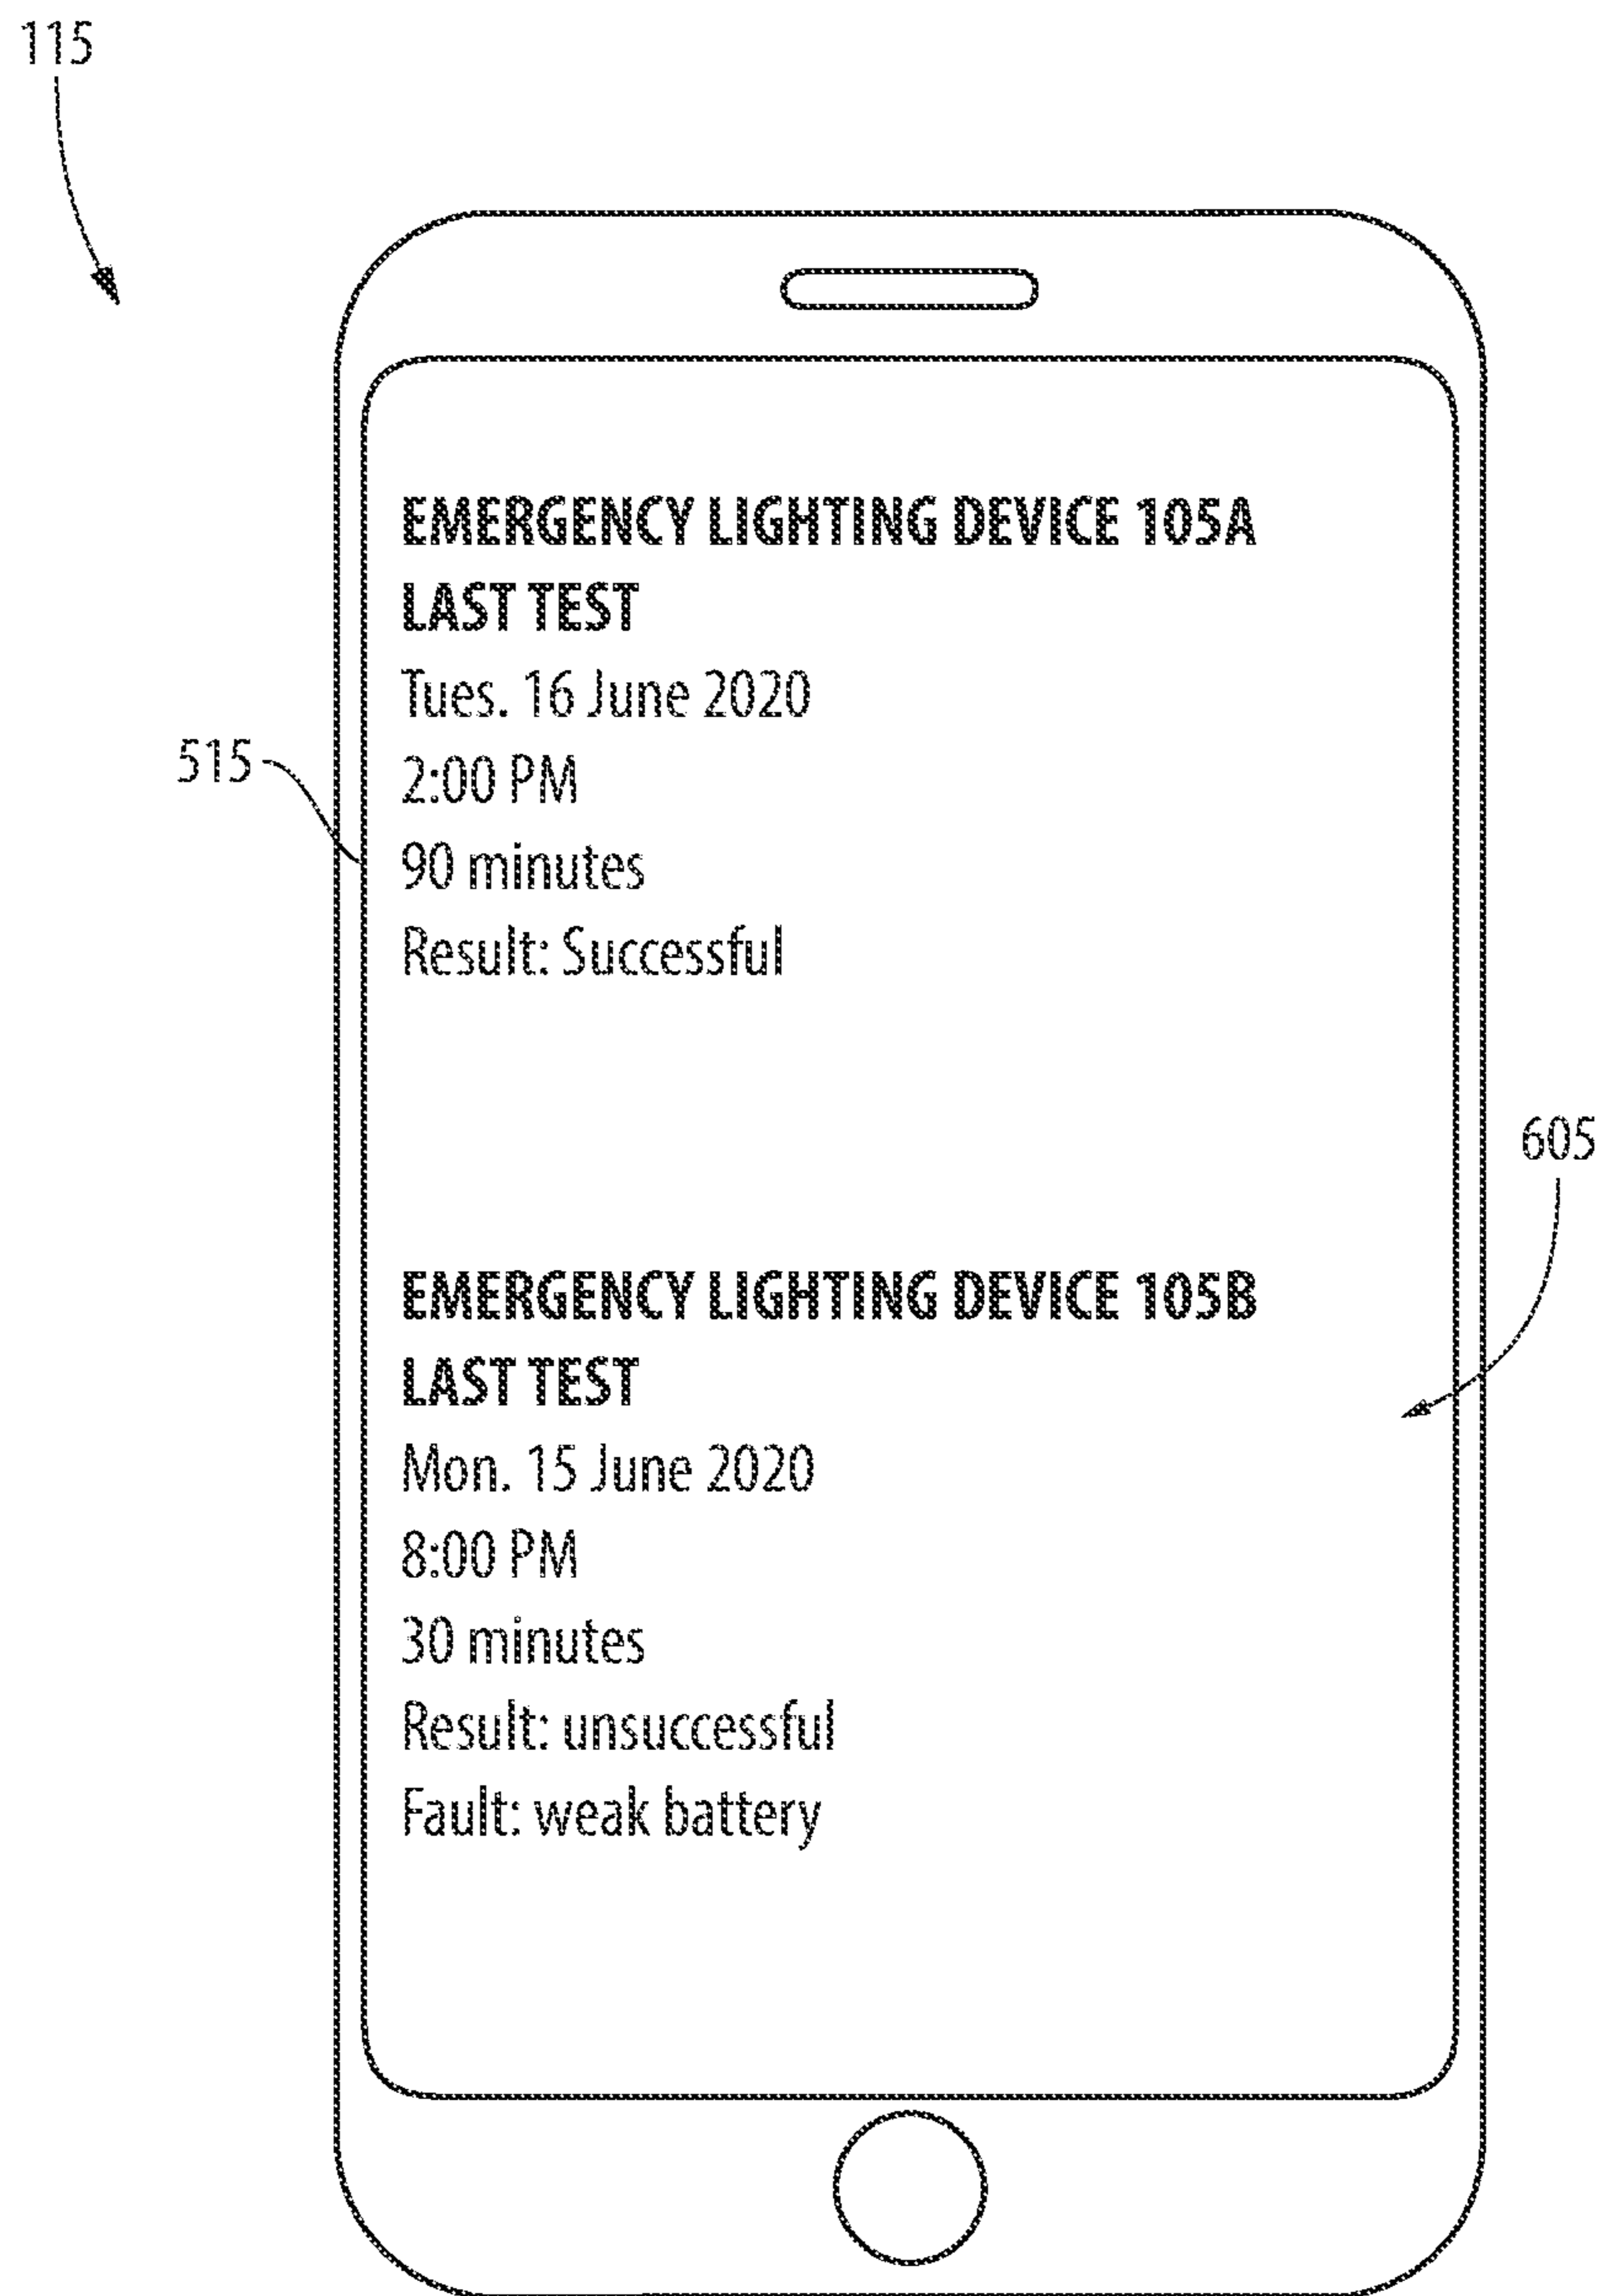 115
EMERGENCY LIGHTING DEVICE 105A
LAST TEST
Tues. 16 June 2020
515
2:00 PM
90 minutes
Result: Successful
605
EMERGENCY LIGHTING DEVICE 105B
LAST TEST
Mon. 15 June 2020
8:00 PM
30 minutes
Result: unsuccessful
Fault: weak battery